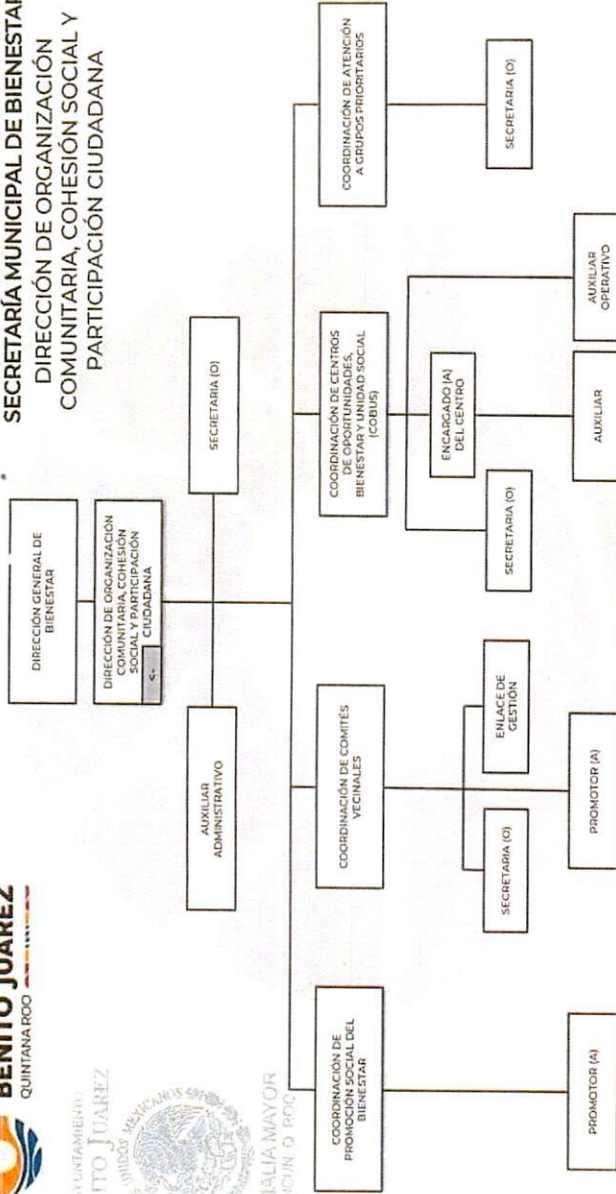 BENITO JUÁREZ
QUINTANA ROO
SECRETARÍA MUNICIPAL DE BIENESTAR
DIRECCIÓN DE ORGANIZACIÓN
COMUNITARIA, COHESIÓN SOCIAL Y
PARTICIPACIÓN CIUDADANA
AYUNTAMIENTO
UNIDOS MEXICANOS
DIRECCIÓN GENERAL DE
BIENESTAR
DIRECCIÓN DE ORGANIZACIÓN
COMUNITARIA, COHESIÓN
SOCIAL Y PARTICIPACIÓN
CIUDADANA
AUXILIAR
ADMINISTRATIVO
SECRETARIA (O)
COORDINACIÓN DE
PROMOCIÓN SOCIAL DEL
BIENESTAR
COORDINACIÓN DE COMITÉS
VECINALES
COORDINACIÓN DE CENTROS
DE OPORTUNIDADES,
BIENESTAR Y UNIDAD SOCIAL
(COBUS)
COORDINACIÓN DE ATENCIÓN
A GRUPOS PRIORITARIOS
SECRETARIA (O)
ENLACE DE
GESTIÓN
SECRETARIA (O)
ENCARGADO (A)
DEL CENTRO
SECRETARIA (O)
PROMOTOR (A)
PROMOTOR (A)
AUXILIAR
AUXILIAR
OPERATIVO